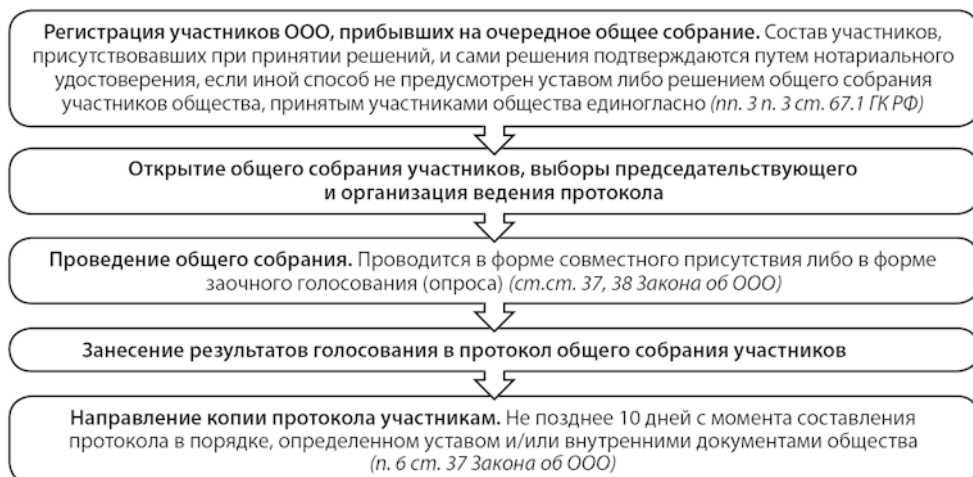 Регистрация участников ООО, прибывших на очередное общее собрание. Состав участников,
присутствовавших при принятии решений, и сами решения подтверждаются путем нотариального
удостоверения, если иной способ не предусмотрен уставом либо решением общего собрания
участников общества, принятым участниками общества единогласно (пп. 3 п. 3 ст. 67.1 ГК РФ)
Открытие общего собрания участников, выборы председательствующего
и организация ведения протокола
Проведение общего собрания. Проводится в форме совместного присутствия либо в форме
заочного голосования (опроса) (ст.ст. 37, 38 Закона об ООО)
Занесение результатов голосования в протокол общего собрания участников
Направление копии протокола участникам. Не позднее 10 дней с момента составления
протокола в порядке, определенном уставом и/или внутренними документами общества
(п. 6 ст. 37 Закона об ООО)